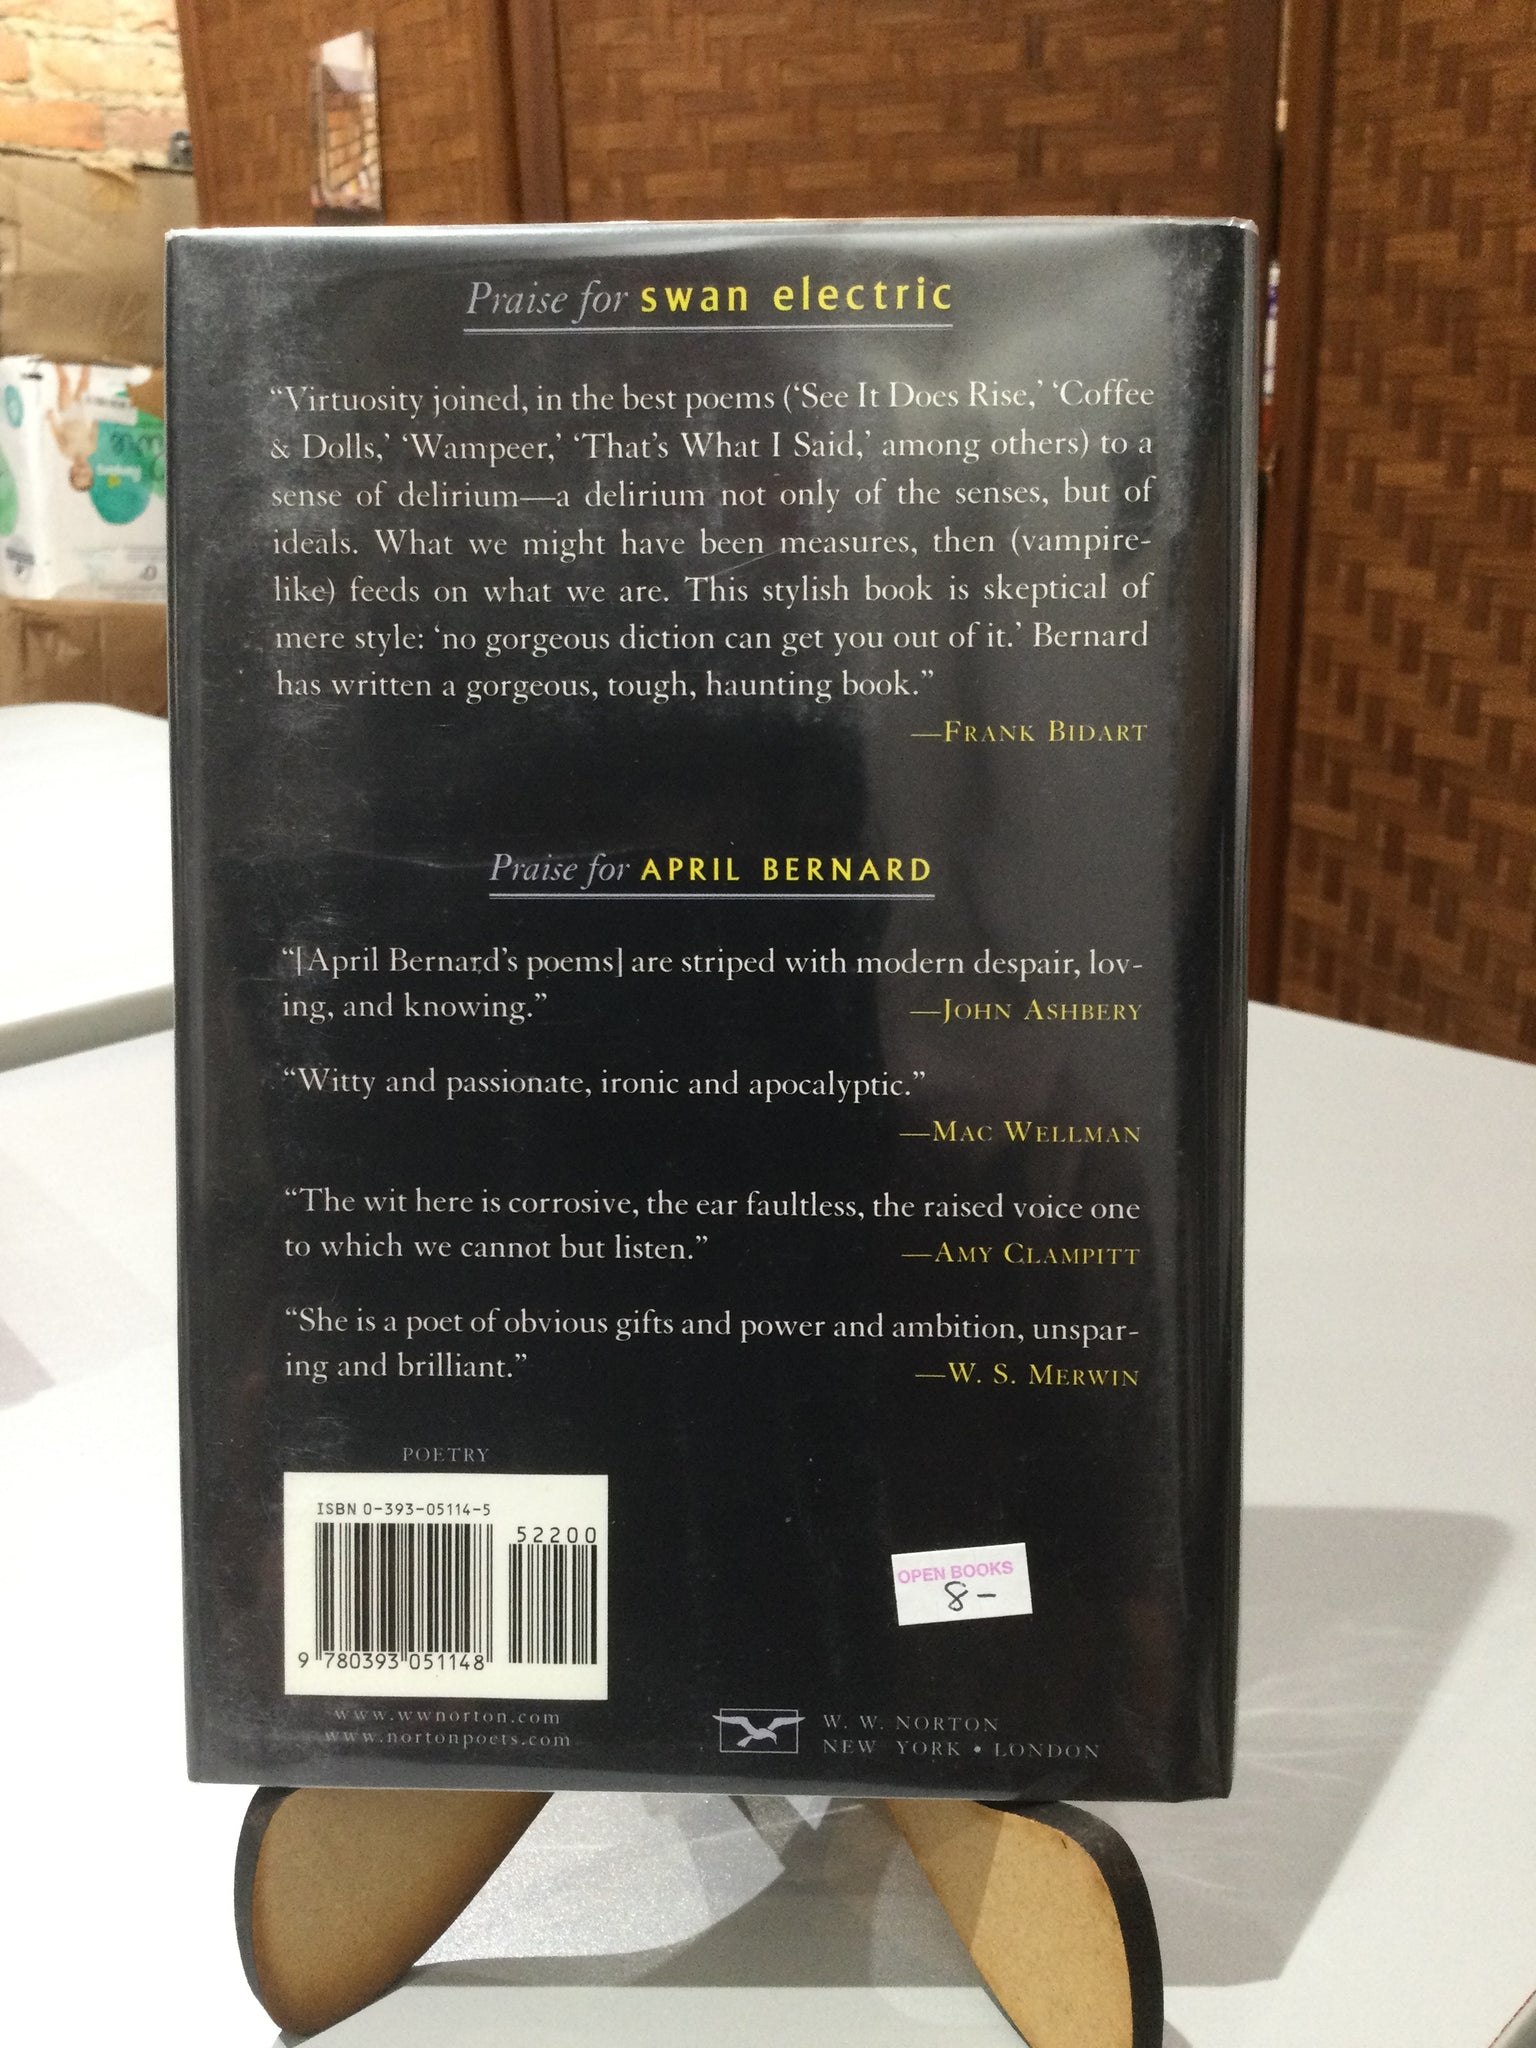 Praise for swan electric
“Virtuosity joined, in the best poems (‘See It Does Rise,’ ‘Coffee
& Dolls,’ ‘Wampeer,’ ‘That’s What I Said,’ among others) to a
sense of delirium—a delirium not only of the senses, but of
ideals. What we might have been measures, then (vampire-
like) feeds on what we are. This stylish book is skeptical of
mere style: ‘no gorgeous diction can get you out of it.’ Bernard
has written a gorgeous, tough, haunting book.”
—FRANK BIDART
Praise for APRIL BERNARD
“[April Bernard’s poems] are striped with modern despair, lov-
ing, and knowing.” —JOHN ASHBERY
“Witty and passionate, ironic and apocalyptic.”
—MAC WELLMAN
“The wit here is corrosive, the ear faultless, the raised voice one
to which we cannot but listen.” —AMY CLAMPITT
“She is a poet of obvious gifts and power and ambition, unspar-
ing and brilliant.” —W. S. MERWIN
POETRY
ISBN 0-393-05114-5
52200
9 780393 051148
OPEN BOOKS
8-
www.wwnorton.com
www.nortonpoets.com
W. W. NORTON
NEW YORK • LONDON